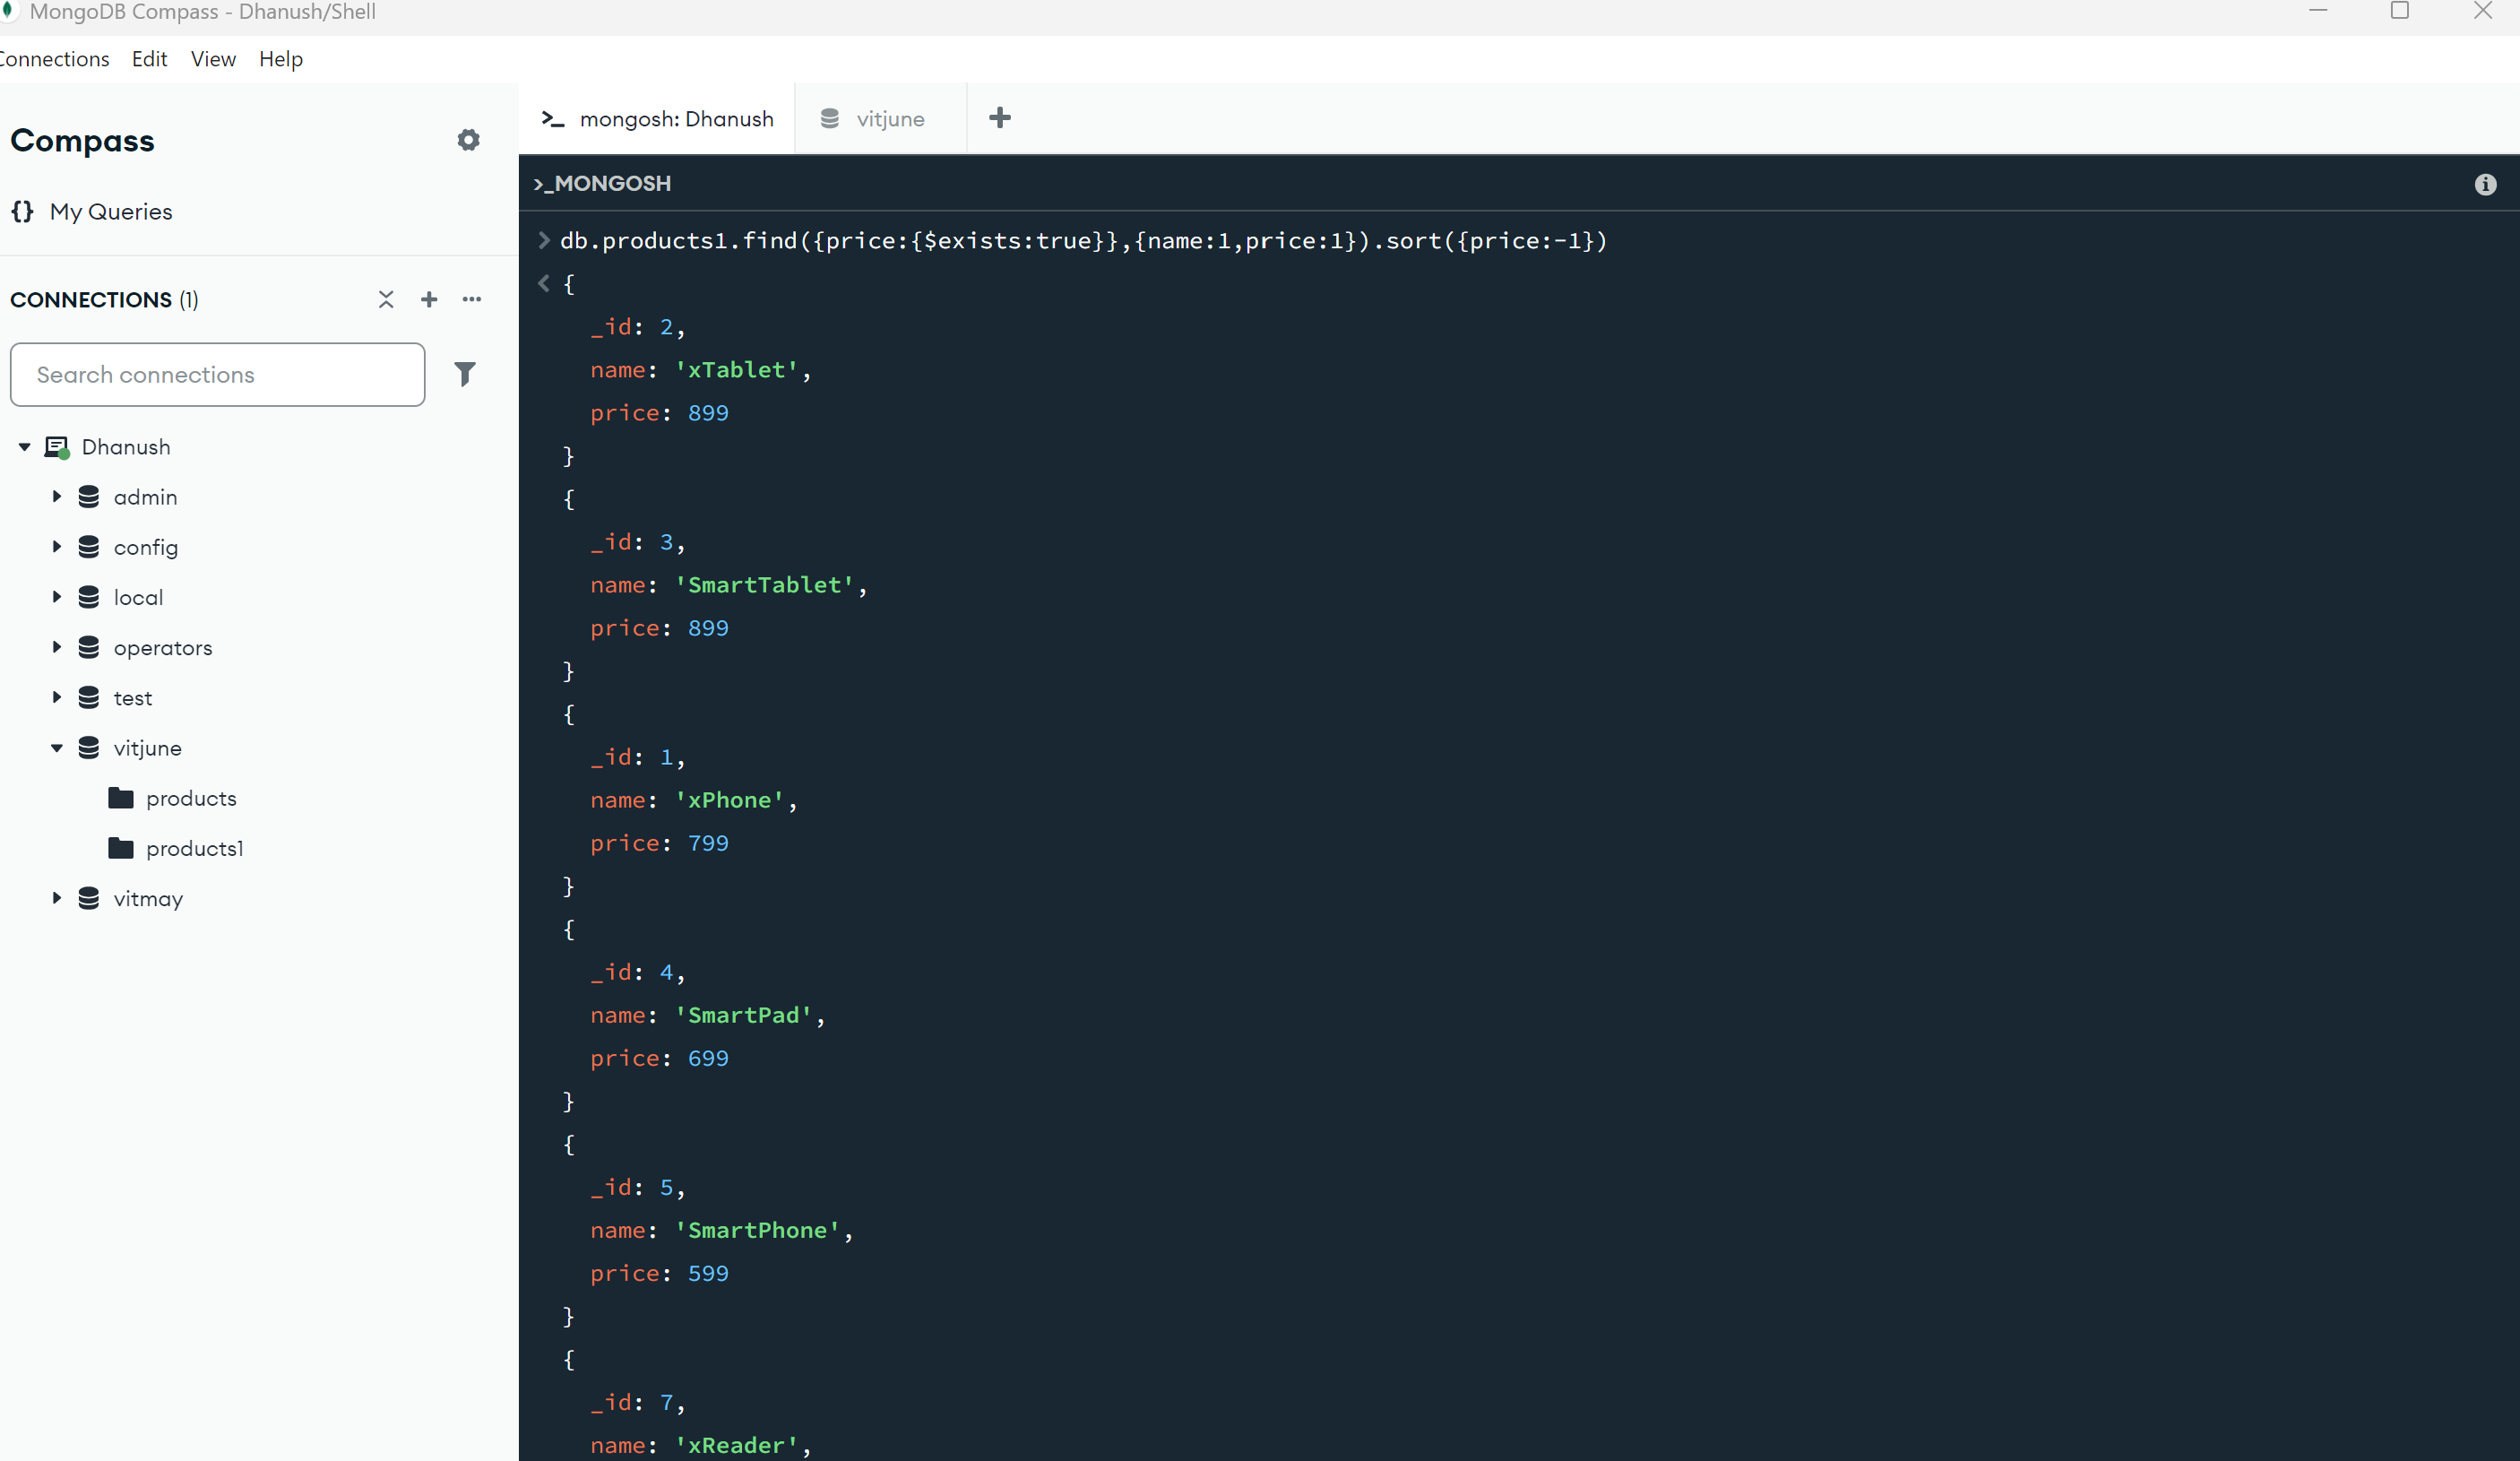 MongoDB Compass - Dhanush/Shell
Connections Edit View Help
Compass
My Queries
CONNECTIONS (1)
Search connections
Dhanush
admin
config
local
operators
test
vitjune
products
products1
vitmay
mongosh: Dhanush
vitjune
>_MONGOSH
db.products1.find({price:{$exists:true}},{name:1,price:1}).sort({price:-1})
{
_id: 2,
name: 'xTablet',
price: 899
}
{
_id: 3,
name: 'SmartTablet',
price: 899
}
{
_id: 1,
name: 'xPhone',
price: 799
}
{
_id: 4,
name: 'SmartPad',
price: 699
}
{
_id: 5,
name: 'SmartPhone',
price: 599
}
{
_id: 7,
name: 'xReader',